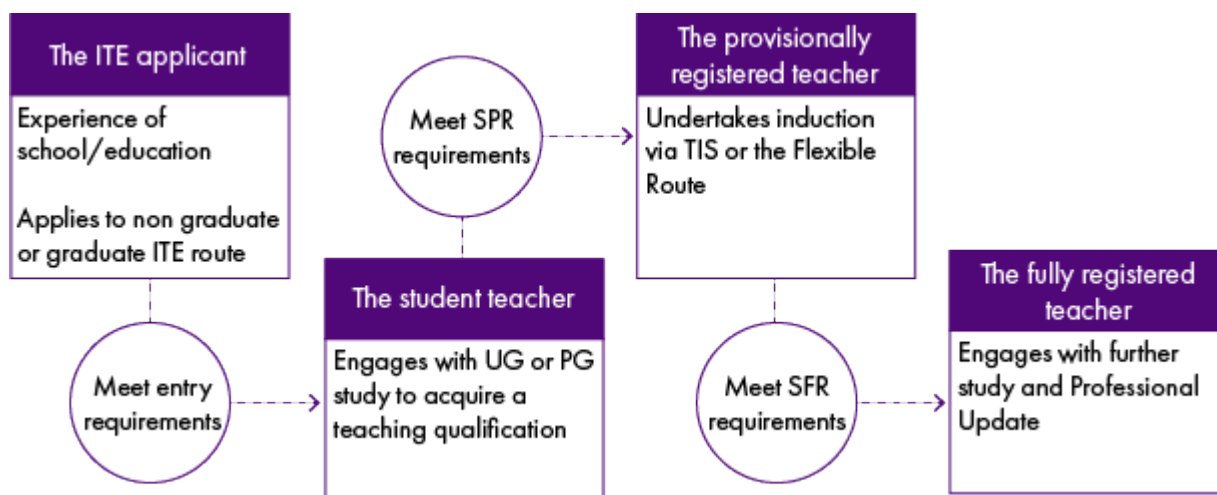 The ITE applicant
Experience of
school/education
Applies to non graduate
or graduate ITE route
Meet entry
requirements
The student teacher
Engages with UG or PG
study to acquire a
teaching qualification
Meet SPR
requirements
The provisionally
registered teacher
Undertakes induction
via TIS or the Flexible
Route
Meet SFR
requirements
The fully registered
teacher
Engages with further
study and Professional
Update